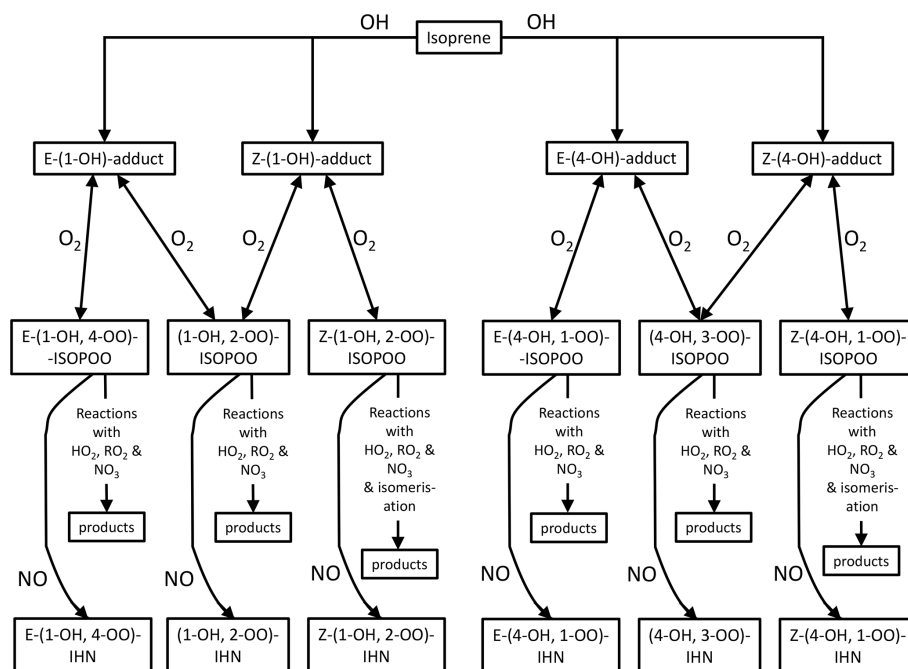 OH
Isoprene
OH
E-(1-OH)-adduct
Z-(1-OH)-adduct
E-(4-OH)-adduct
Z-(4-OH)-adduct
O₂
O₂
O₂
O₂
O₂
O₂
O₂
O₂
E-(1-OH, 4-OO)-
-ISOPOO
(1-OH, 2-OO)-
ISOPOO
Z-(1-OH, 2-OO)-
ISOPOO
E-(4-OH, 1-OO)-
-ISOPOO
(4-OH, 3-OO)-
ISOPOO
Z-(4-OH, 1-OO)-
ISOPOO
Reactions
with
HO₂, RO₂ &
NO₃
products
Reactions
with
HO₂, RO₂ &
NO₃
products
Reactions
with
HO₂, RO₂ &
NO₃
& isomeris-
ation
products
Reactions
with
HO₂, RO₂ &
NO₃
products
Reactions
with
HO₂, RO₂ &
NO₃
products
Reactions
with
HO₂, RO₂ &
NO₃
& isomeris-
ation
products
NO
NO
NO
NO
NO
NO
E-(1-OH, 4-OO)-
IHN
(1-OH, 2-OO)-
IHN
Z-(1-OH, 2-OO)-
IHN
E-(4-OH, 1-OO)-
IHN
(4-OH, 3-OO)-
IHN
Z-(4-OH, 1-OO)-
IHN